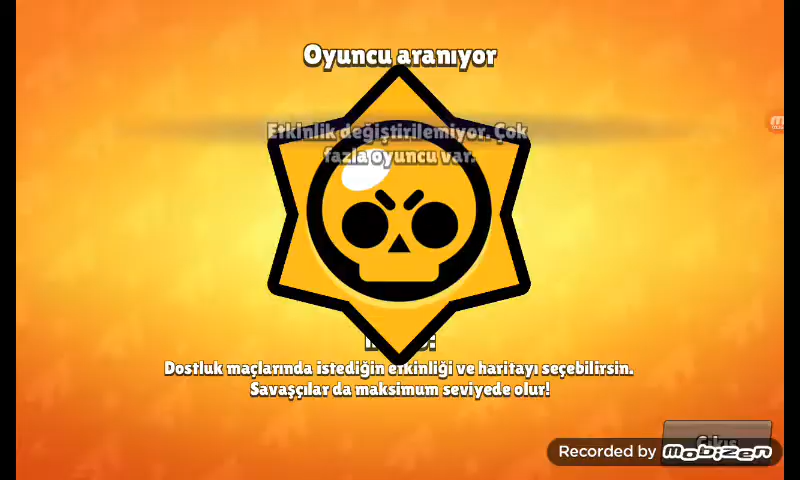 Oyuncu aranıyor
Etkinlik değiştirilemiyor. Çok
fazla oyuncu var.
Dostluk maçlarında istediğin etkinliği ve haritayı seçebilirsin.
Savaşçılar da maksimum seviyede olur!
Çıkış
Recorded by mobizen